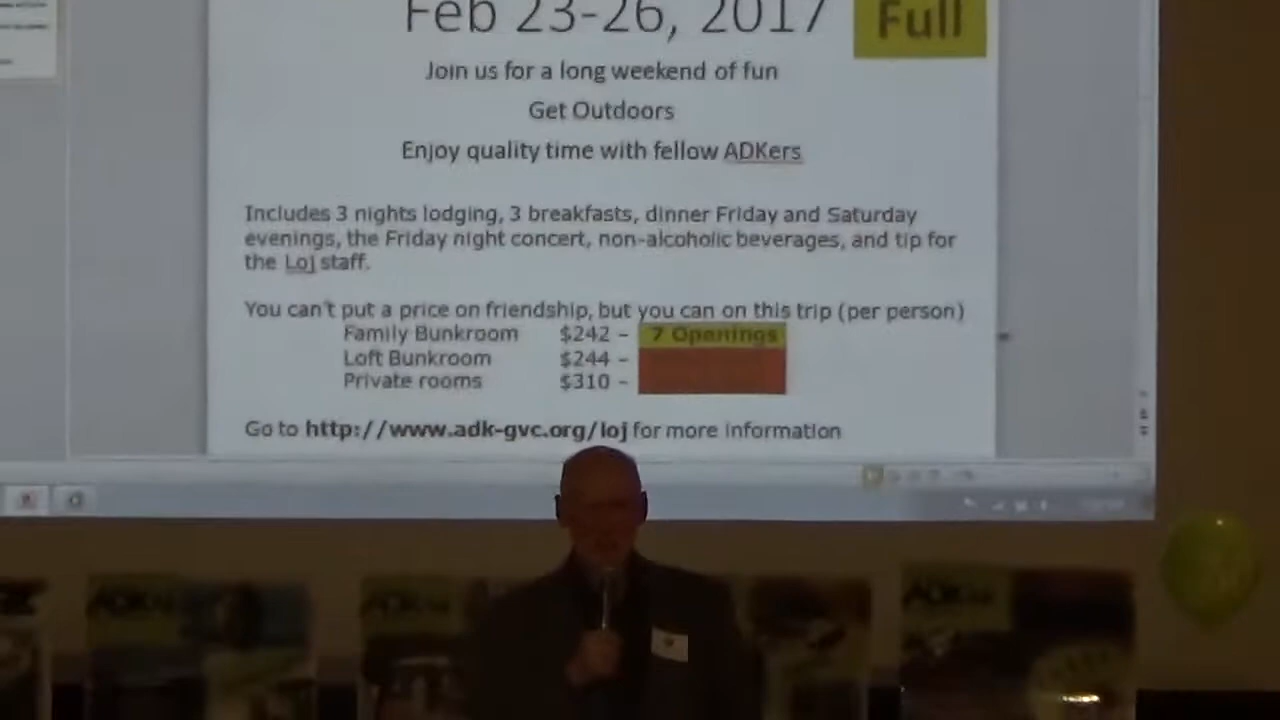 Feb 23-26, 2017
Full
Join us for a long weekend of fun
Get Outdoors
Enjoy quality time with fellow ADKers
Includes 3 nights lodging, 3 breakfasts, dinner Friday and Saturday
evenings, the Friday night concert, non-alcoholic beverages, and tip for
the Loj staff.
You can't put a price on friendship, but you can on this trip (per person)
Family Bunkroom $242 – 7 Openings
Loft Bunkroom $244 –
Private rooms $310 –
Go to http://www.adk-gvc.org/loj for more information